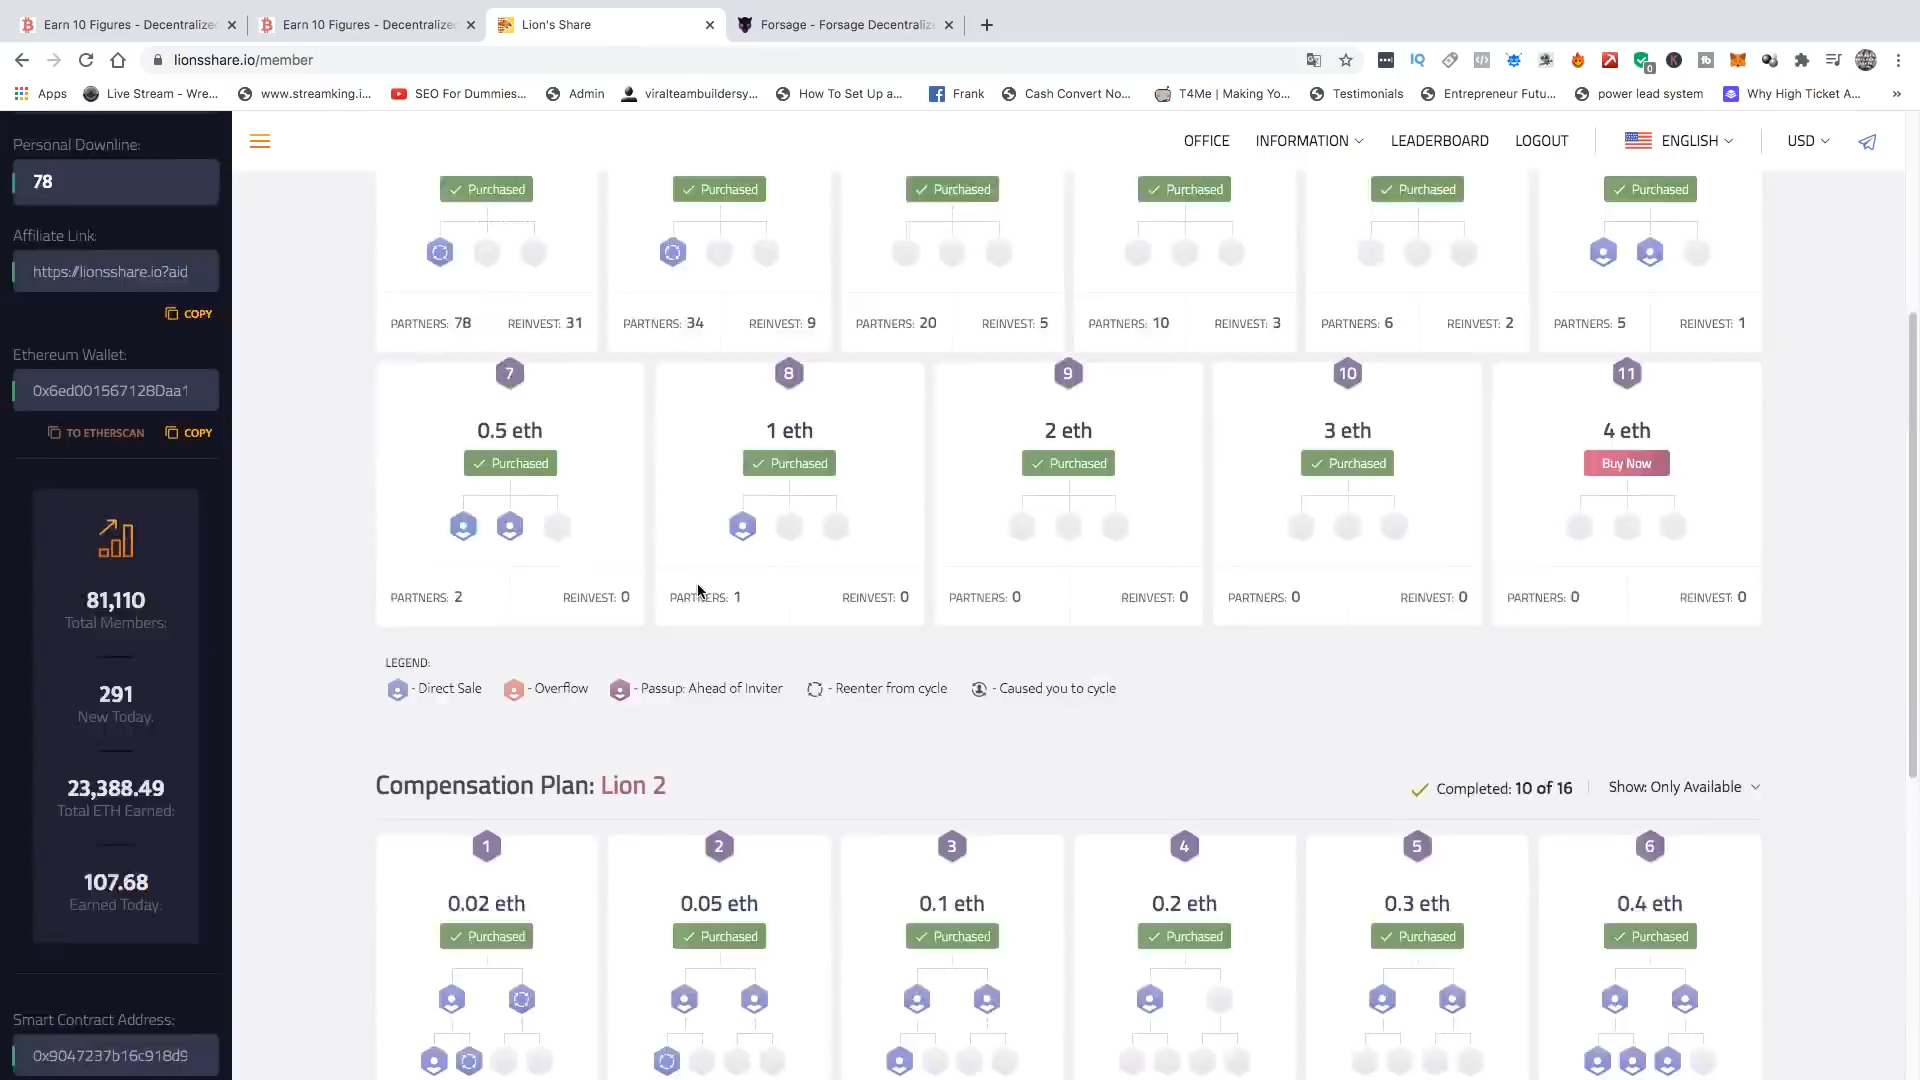 Earn 10 Figures - Decentralized
Earn 10 Figures - Decentralized
Lion's Share
Forsage - Forsage Decentraliz
lionsshare.io/member
Apps
Live Stream - Wre...
www.streamking.i...
SEO For Dummies...
Admin
viralteambuildersy...
How To Set Up a...
Frank
Cash Convert No...
T4Me | Making Yo...
Testimonials
Entrepreneur Futu...
power lead system
Why High Ticket A...
OFFICE
INFORMATION
LEADERBOARD
LOGOUT
ENGLISH
USD
Personal Downline:
78
Affiliate Link:
https://lionsshare.io?aid
COPY
Ethereum Wallet:
0x6ed001567128Daa1
TO ETHERSCAN
COPY
81,110
Total Members:
291
New Today:
23,388.49
Total ETH Earned:
107.68
Earned Today:
Smart Contract Address:
0x9047237b16c918d9
Purchased Purchased Purchased Purchased Purchased Purchased
PARTNERS: 78 REINVEST: 31
PARTNERS: 34 REINVEST: 9
PARTNERS: 20 REINVEST: 5
PARTNERS: 10 REINVEST: 3
PARTNERS: 6 REINVEST: 2
PARTNERS: 5 REINVEST: 1
7 8 9 10 11
0.5 eth 1 eth 2 eth 3 eth 4 eth
Purchased Purchased Purchased Purchased Buy Now
PARTNERS: 2 REINVEST: 0
PARTNERS: 1 REINVEST: 0
PARTNERS: 0 REINVEST: 0
PARTNERS: 0 REINVEST: 0
PARTNERS: 0 REINVEST: 0
LEGEND:
- Direct Sale - Overflow - Passup: Ahead of Inviter - Reenter from cycle - Caused you to cycle
Compensation Plan: Lion 2
Completed: 10 of 16
Show: Only Available
1 2 3 4 5 6
0.02 eth 0.05 eth 0.1 eth 0.2 eth 0.3 eth 0.4 eth
Purchased Purchased Purchased Purchased Purchased Purchased